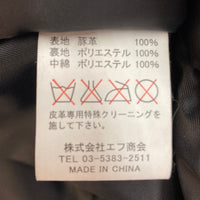 表地 豚革 100%
裏地 ポリエステル 100%
中綿 ポリエステル 100%
皮革専用特殊クリーニングを
施して下さい。
株式会社エフ商会
TEL 03-5383-2511
MADE IN CHINA